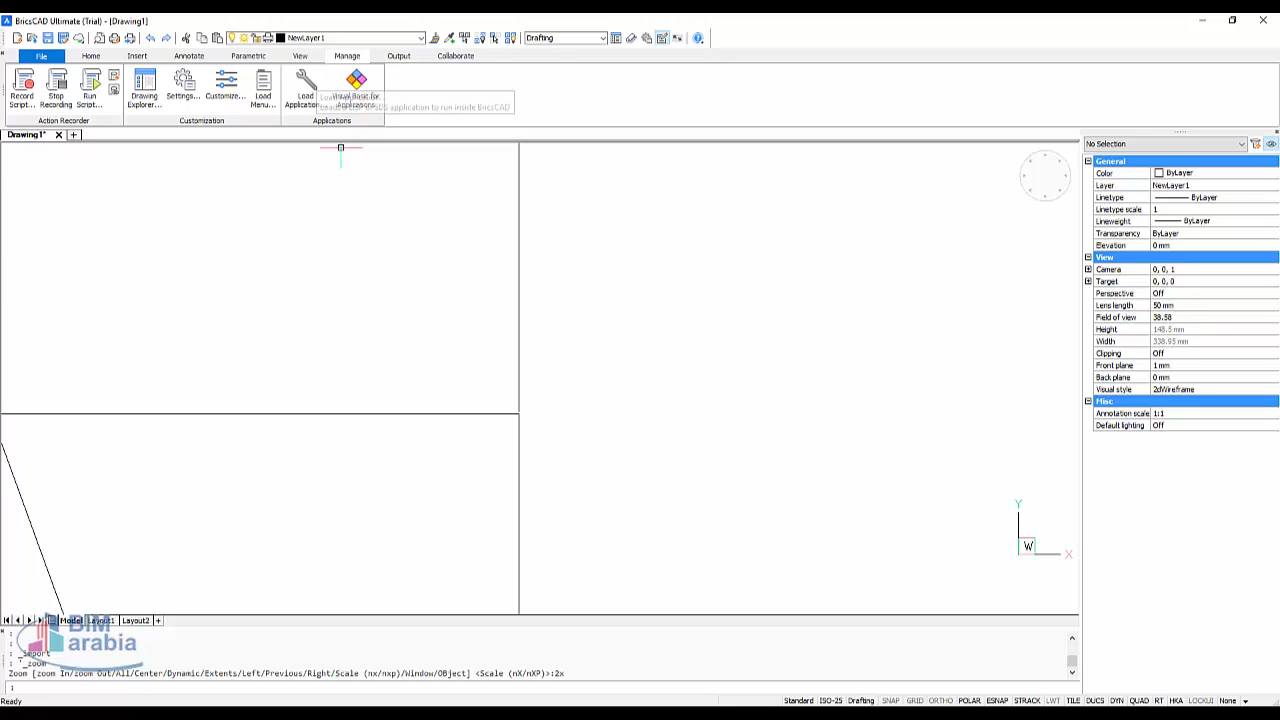 BricsCAD Ultimate (Trial) - [Drawing1]
NewLayer1
Drafting
File Home Insert Annotate Parametric View Manage Output Collaborate
Record Script... Stop Recording Run Script... Drawing Explorer... Settings... Customize... Load Menu... Load Application... Visual Basic for Applications
application to run inside BricsCAD
Action Recorder Customization Applications
Drawing1*
No Selection
General
Color ByLayer
Layer NewLayer1
Linetype ByLayer
Linetype scale 1
Lineweight ByLayer
Transparency ByLayer
Elevation 0 mm
View
Camera 0, 0, 1
Target 0, 0, 0
Perspective Off
Lens length 50 mm
Field of view 38.58
Height 148.5 mm
Width 338.95 mm
Clipping Off
Front plane 1 mm
Back plane 0 mm
Visual style 2dWireframe
Misc
Annotation scale 1:1
Default lighting Off
Y
W X
Model Layout1 Layout2 +
BIM
arabia
:
:
: _import
: '_zoom
Zoom [zoom In/zoom Out/All/Center/Dynamic/Extents/Left/Previous/Right/Scale (nx/nxp)/Window/OBject] <Scale (nX/nXP)>:2x
:
Ready
Standard ISO-25 Drafting SNAP GRID ORTHO POLAR ESNAP STRACK LWT TILE DUCS DYN QUAD RT HKA LOCKUI None